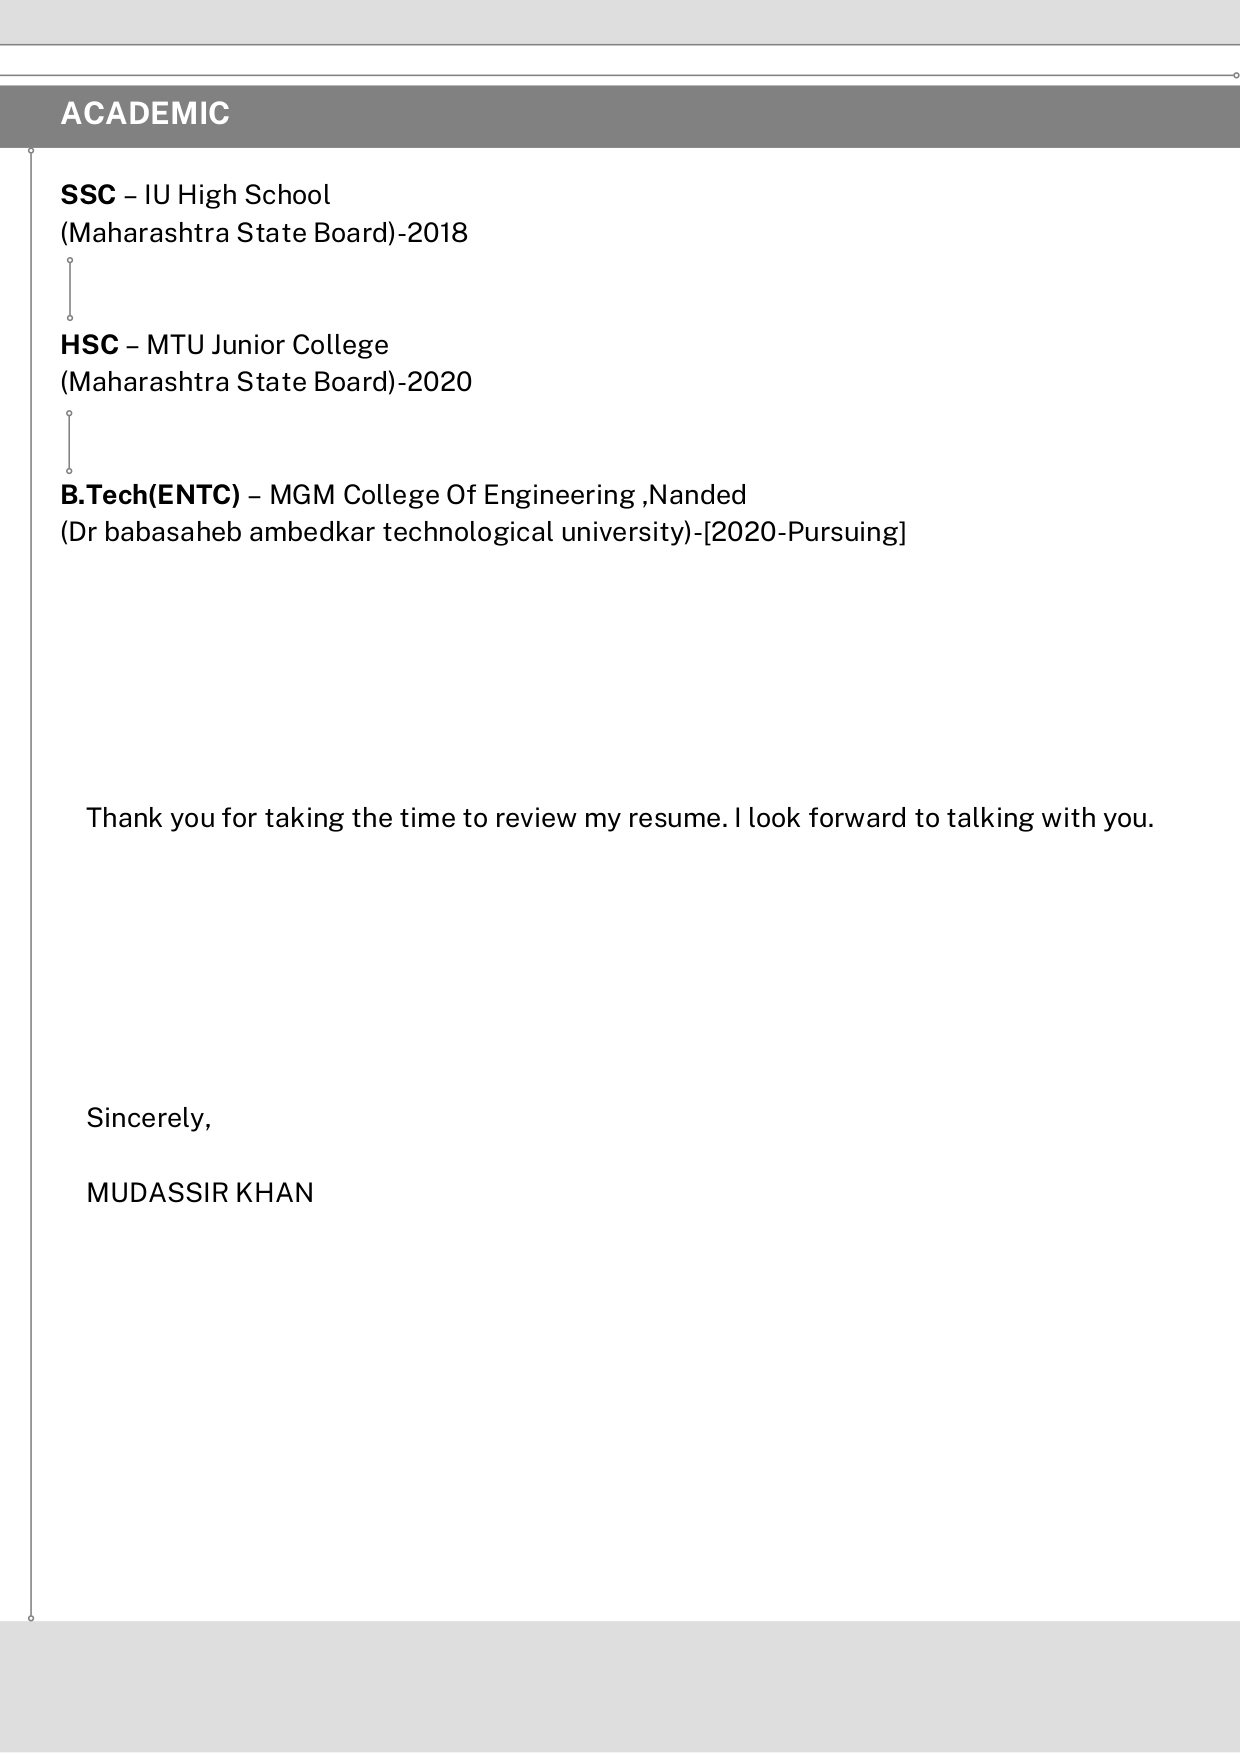 ACADEMIC
SSC – IU High School
(Maharashtra State Board)-2018
HSC – MTU Junior College
(Maharashtra State Board)-2020
B.Tech(ENTC) – MGM College Of Engineering ,Nanded
(Dr babasaheb ambedkar technological university)-[2020-Pursuing]
Thank you for taking the time to review my resume. I look forward to talking with you.
Sincerely,
MUDASSIR KHAN